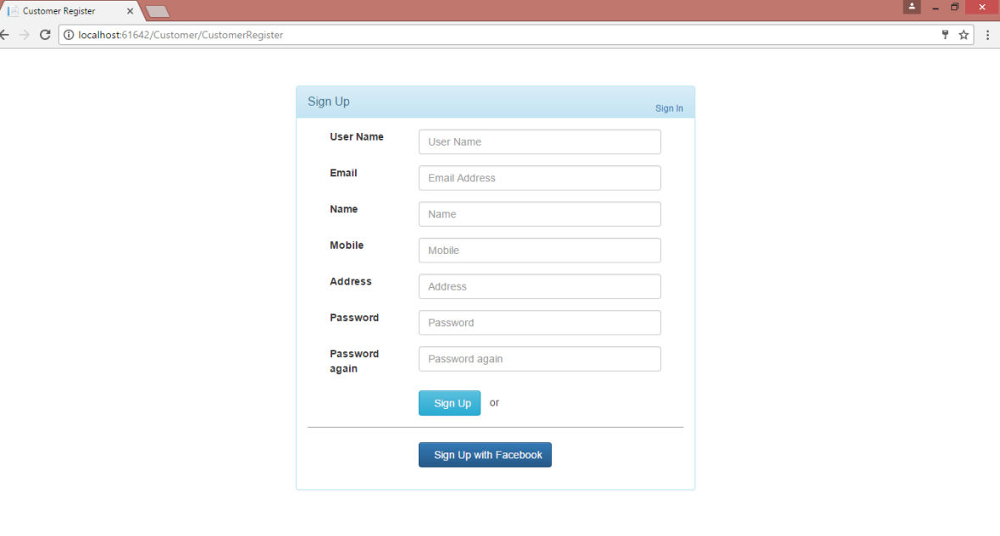 Customer Register
localhost:61642/Customer/CustomerRegister
Sign Up
Sign In
User Name
User Name
Email
Email Address
Name
Name
Mobile
Mobile
Address
Address
Password
Password
Password
again
Password again
Sign Up or
Sign Up with Facebook